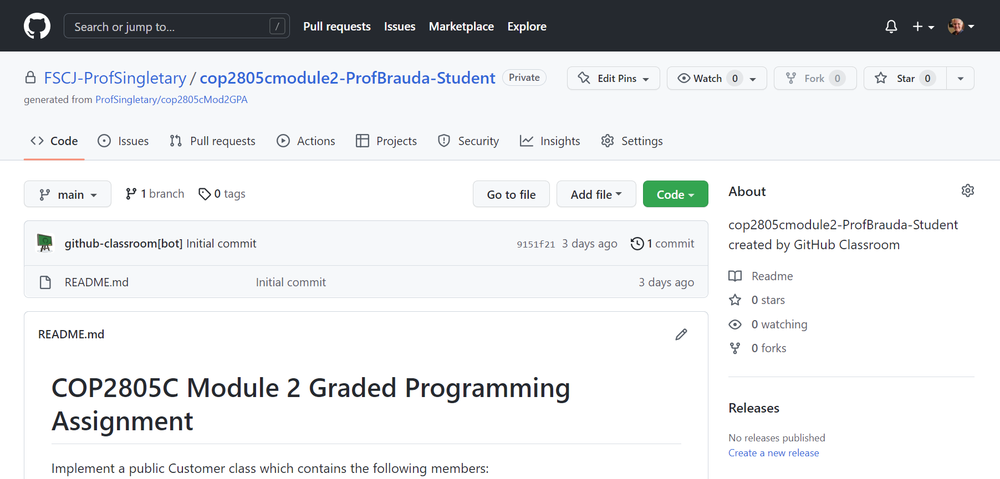 Search or jump to... / Pull requests Issues Marketplace Explore
FSCJ-ProfSingletary / cop2805cmodule2-ProfBrauda-Student Private Edit Pins Watch 0 Fork 0 Star 0
generated from ProfSingletary/cop2805cMod2GPA
Code Issues Pull requests Actions Projects Security Insights Settings
main 1 branch 0 tags Go to file Add file Code
github-classroom[bot] Initial commit 9151f21 3 days ago 1 commit
README.md Initial commit 3 days ago
README.md
COP2805C Module 2 Graded Programming
Assignment
Implement a public Customer class which contains the following members:
About
cop2805cmodule2-ProfBrauda-Student
created by GitHub Classroom
Readme
0 stars
0 watching
0 forks
Releases
No releases published
Create a new release